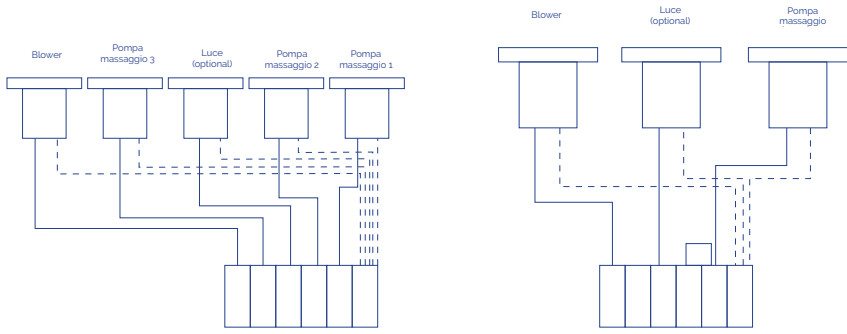 Blower
Pompa
massaggio 3
Luce
(optional)
Pompa
massaggio 2
Pompa
massaggio 1
Blower
Luce
(optional)
Pompa
massaggio